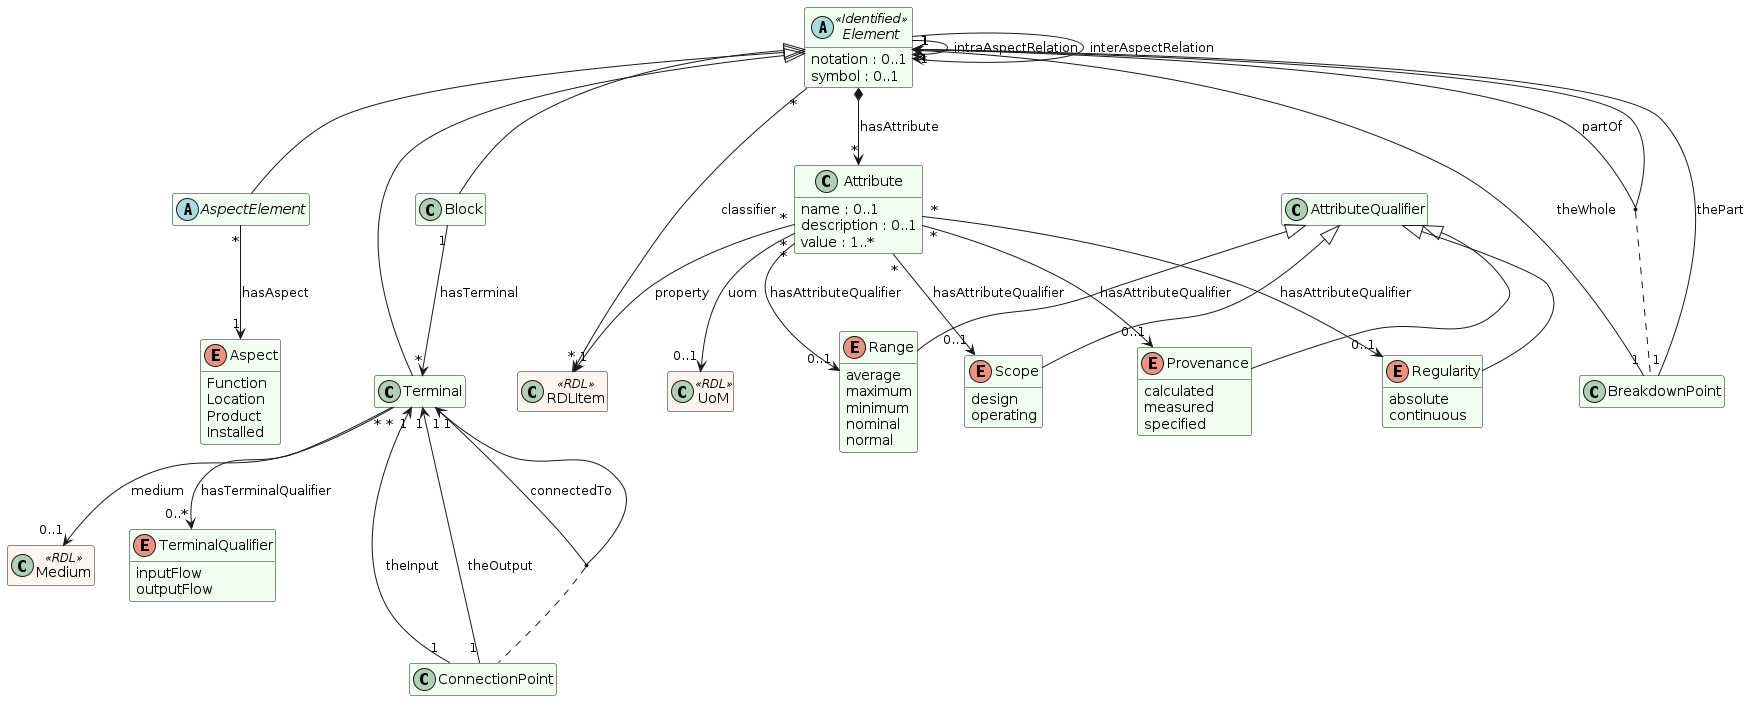 A
«Identified»
Element
notation : 0..1
symbol : 0..1
1
intraAspectRelation
interAspectRelation
1
*
hasAttribute
*
partOf
C Attribute
name : 0..1
description : 0..1
value : 1..*
A AspectElement
C Block
C AttributeQualifier
classifier
theWhole
thePart
*
1
*
*
*
*
*
*
*
hasAspect
hasTerminal
property
uom
hasAttributeQualifier
hasAttributeQualifier
hasAttributeQualifier
hasAttributeQualifier
1
*
* 1
0..1
0..1
0..1
0..1
0..1
1
1
E Aspect
Function
Location
Product
Installed
C Terminal
C «RDL»
RDLItem
C «RDL»
UoM
E Range
average
maximum
minimum
nominal
normal
E Scope
design
operating
E Provenance
calculated
measured
specified
E Regularity
absolute
continuous
C BreakdownPoint
* * 1 1 1 1
medium
hasTerminalQualifier
connectedTo
0..1
0..*
C «RDL»
Medium
E TerminalQualifier
inputFlow
outputFlow
theInput
theOutput
1
1
C ConnectionPoint